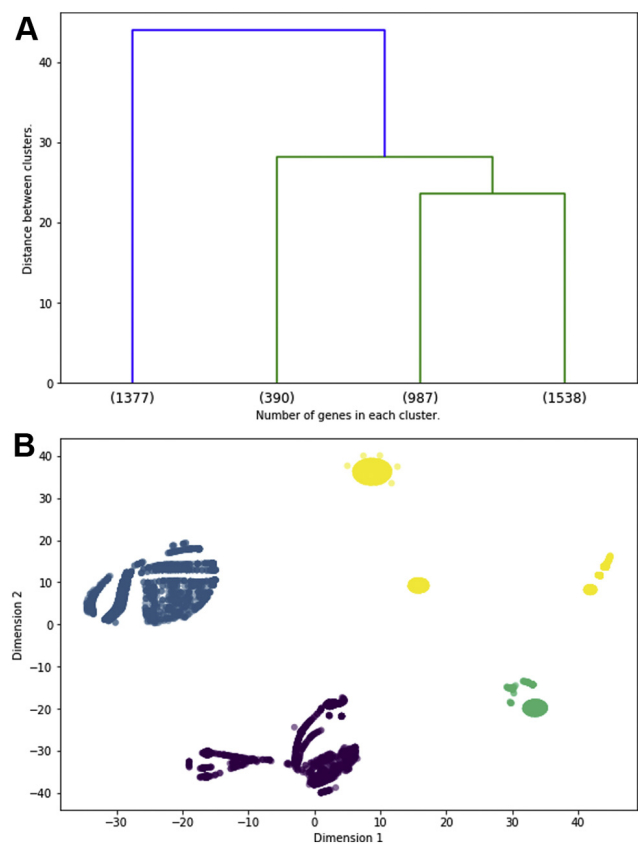 A
40
30
20
10
0
Distance between clusters.
(1377) (390) (987) (1538)
Number of genes in each cluster.
B
40
30
20
10
0
−10
−20
−30
−40
Dimension 2
−30 −20 −10 0 10 20 30 40
Dimension 1